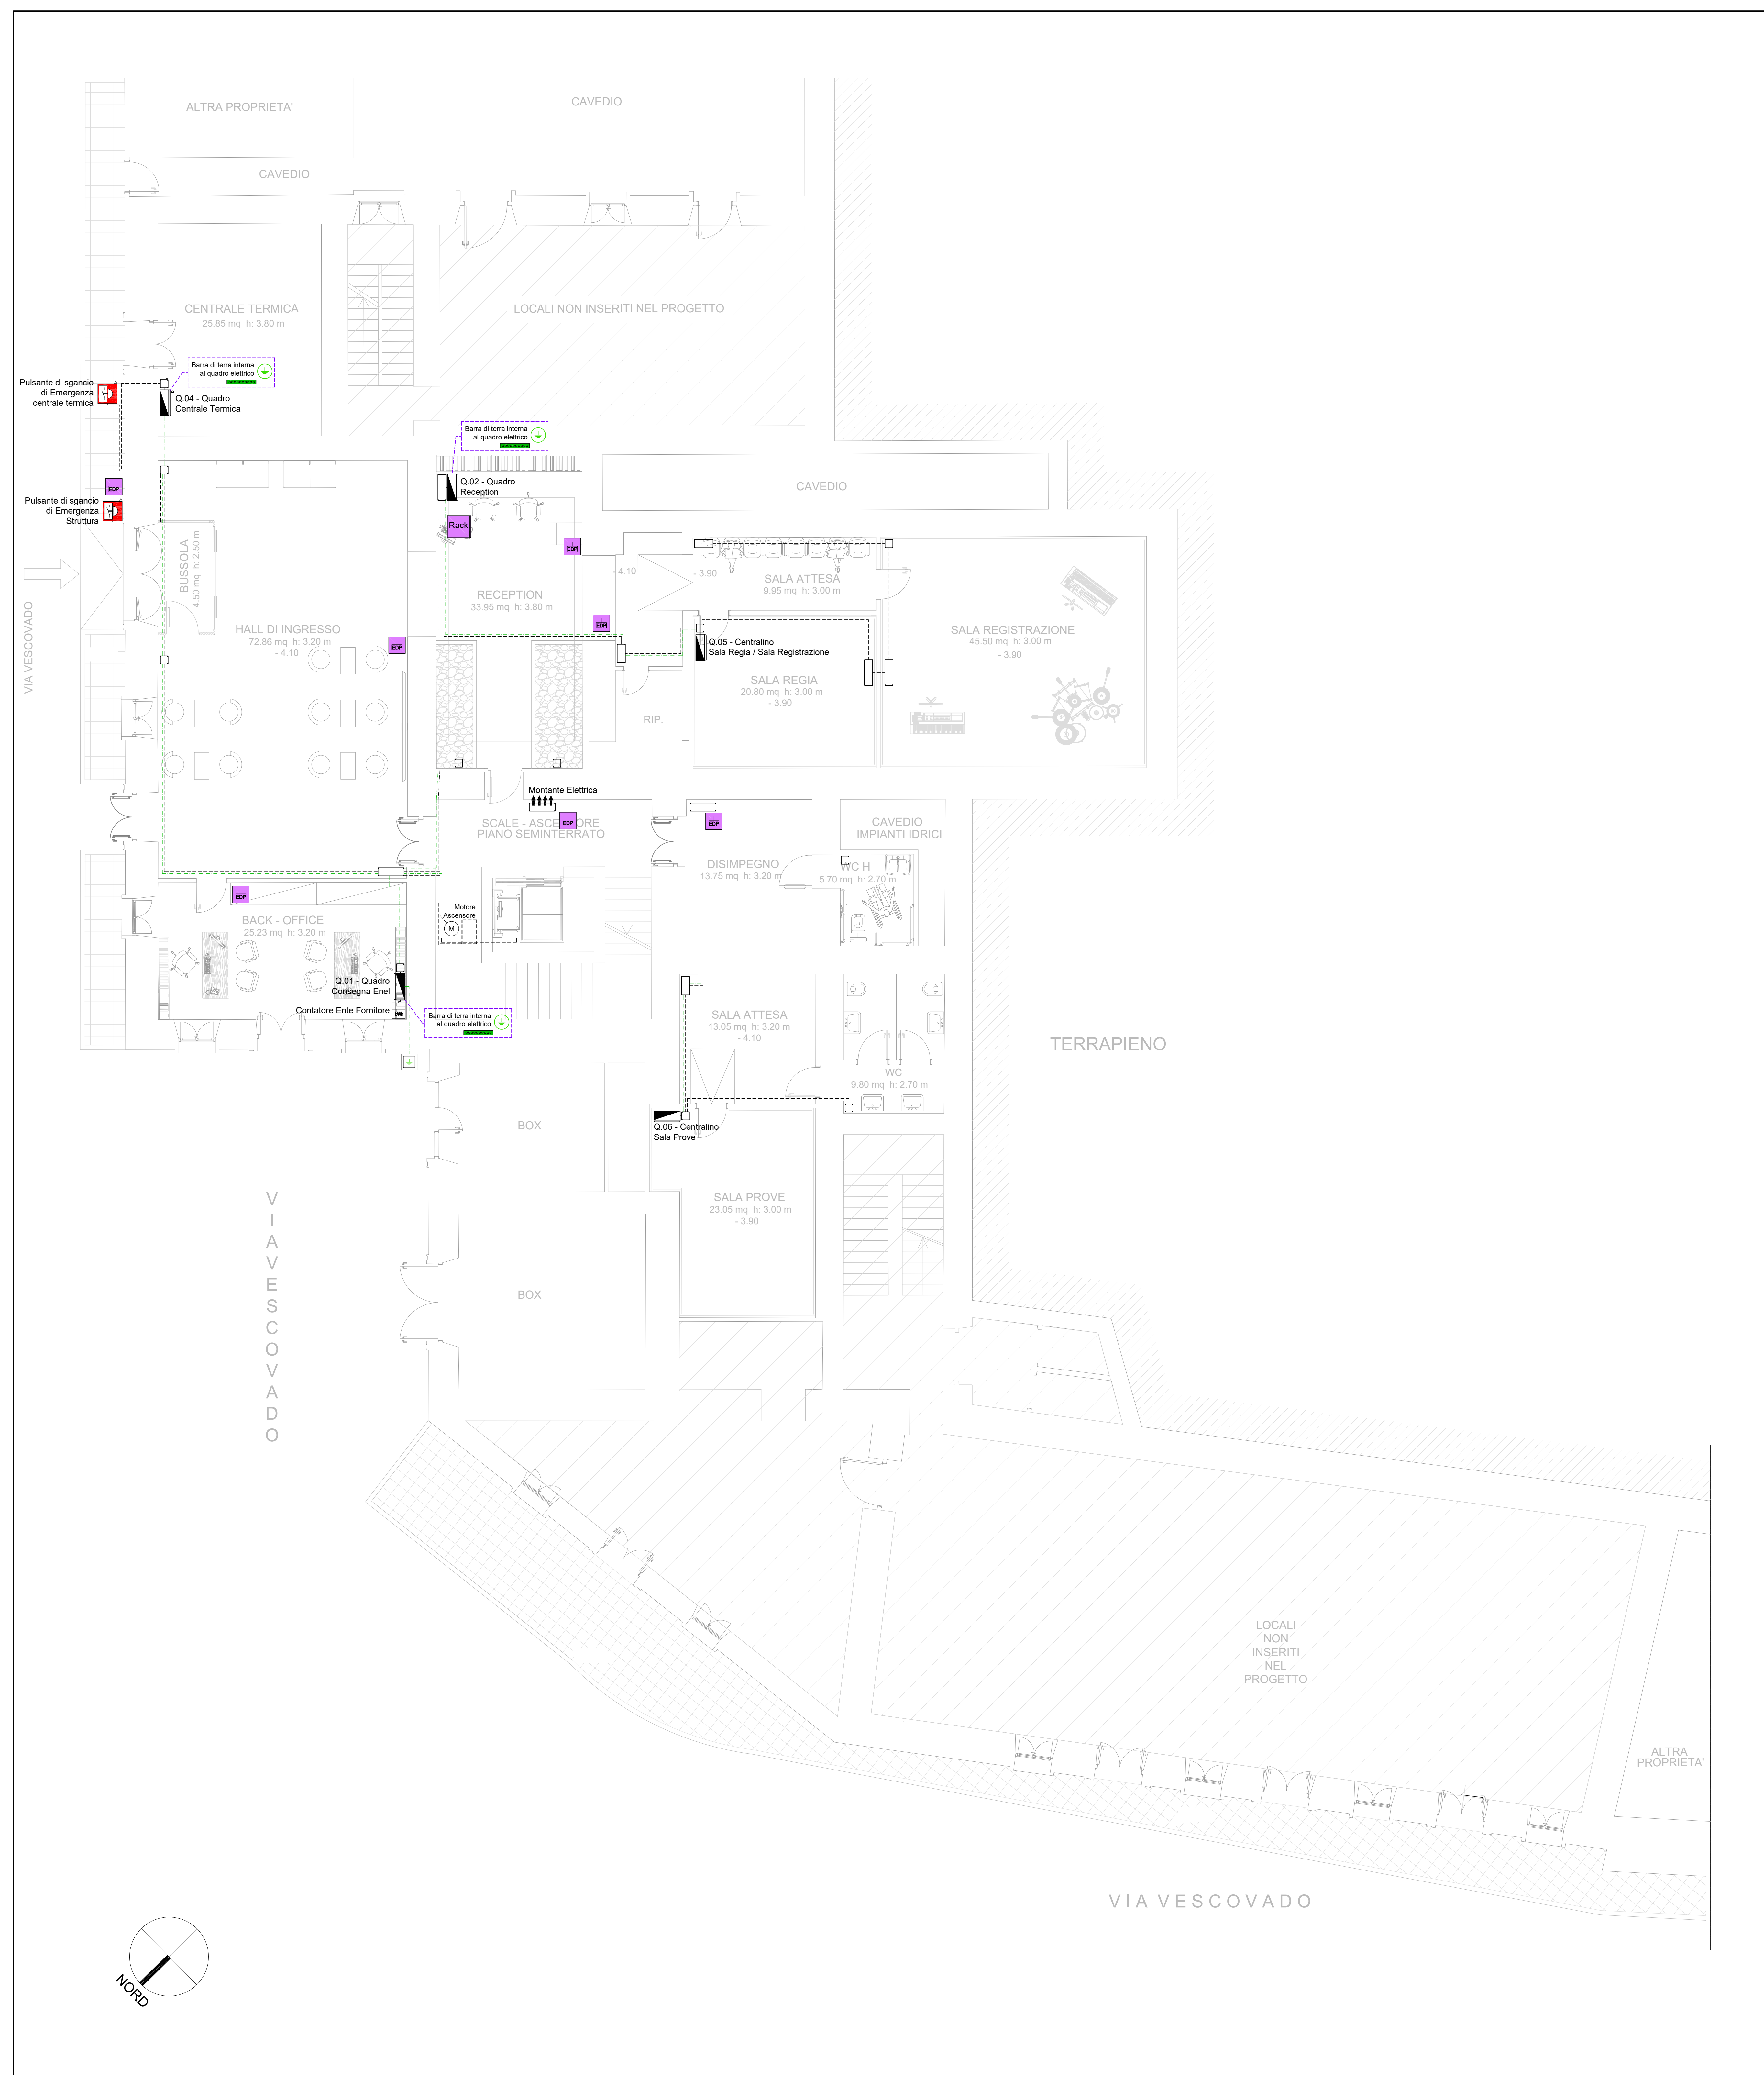 ALTRA PROPRIETA'
CAVEDIO
CAVEDIO
CENTRALE TERMICA
25.85 mq h: 3.80 m
LOCALI NON INSERITI NEL PROGETTO
Barra di terra interna
al quadro elettrico
Pulsante di sgancio
di Emergenza
centrale termica
Q.04 - Quadro
Centrale Termica
Barra di terra interna
al quadro elettrico
Q.02 - Quadro
Reception
CAVEDIO
EDP
Pulsante di sgancio
di Emergenza
Struttura
Rack
EDP
BUSSOLA
4.50 mq h: 2.50 m
- 4.10
- 3.90
SALA ATTESA
9.95 mq h: 3.00 m
RECEPTION
33.95 mq h: 3.80 m
VIA VESCOVADO
HALL DI INGRESSO
72.86 mq h: 3.20 m
- 4.10
EDP
EDP
SALA REGISTRAZIONE
45.50 mq h: 3.00 m
- 3.90
Q.05 - Centralino
Sala Regia / Sala Registrazione
SALA REGIA
20.80 mq h: 3.00 m
- 3.90
RIP.
Montante Elettrica
EDP
EDP
SCALE - ASCENSORE
PIANO SEMINTERRATO
CAVEDIO
IMPIANTI IDRICI
DISIMPEGNO
3.75 mq h: 3.20 m
WC H
5.70 mq h: 2.70 m
EDP
BACK - OFFICE
25.23 mq h: 3.20 m
Motore
Ascensore
M
Q.01 - Quadro
Consegna Enel
Contatore Ente Fornitore
Barra di terra interna
al quadro elettrico
SALA ATTESA
13.05 mq h: 3.20 m
- 4.10
TERRAPIENO
WC
9.80 mq h: 2.70 m
BOX
Q.06 - Centralino
Sala Prove
SALA PROVE
23.05 mq h: 3.00 m
- 3.90
V
I
A
V
E
S
C
O
V
A
D
O
BOX
LOCALI
NON
INSERITI
NEL
PROGETTO
ALTRA
PROPRIETA'
VIA VESCOVADO
NORD